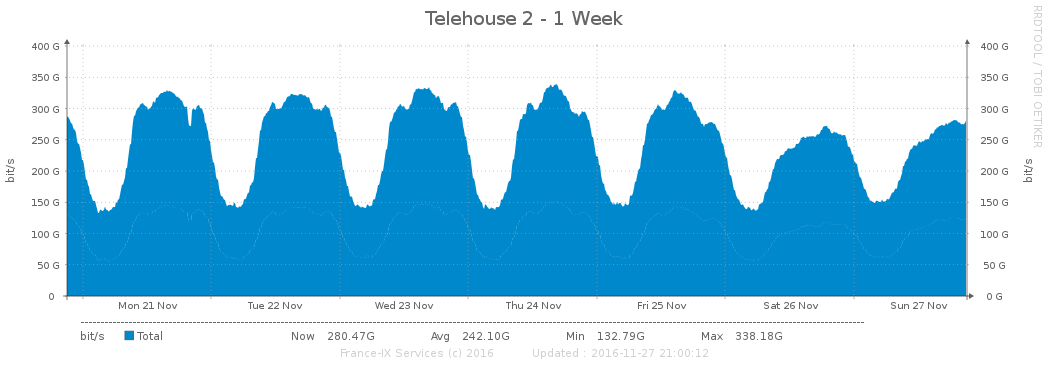 Telehouse 2 - 1 Week
RRDTOOL / TOBI OETIKER
400 G 400 G
350 G 350 G
300 G 300 G
250 G 250 G
200 G 200 G
150 G 150 G
100 G 100 G
50 G 50 G
0 0 G
bit/s bit/s
Mon 21 Nov Tue 22 Nov Wed 23 Nov Thu 24 Nov Fri 25 Nov Sat 26 Nov Sun 27 Nov
bit/s Total Now 280.47G Avg 242.10G Min 132.79G Max 338.18G
France-IX Services (c) 2016 Updated : 2016-11-27 21:00:12